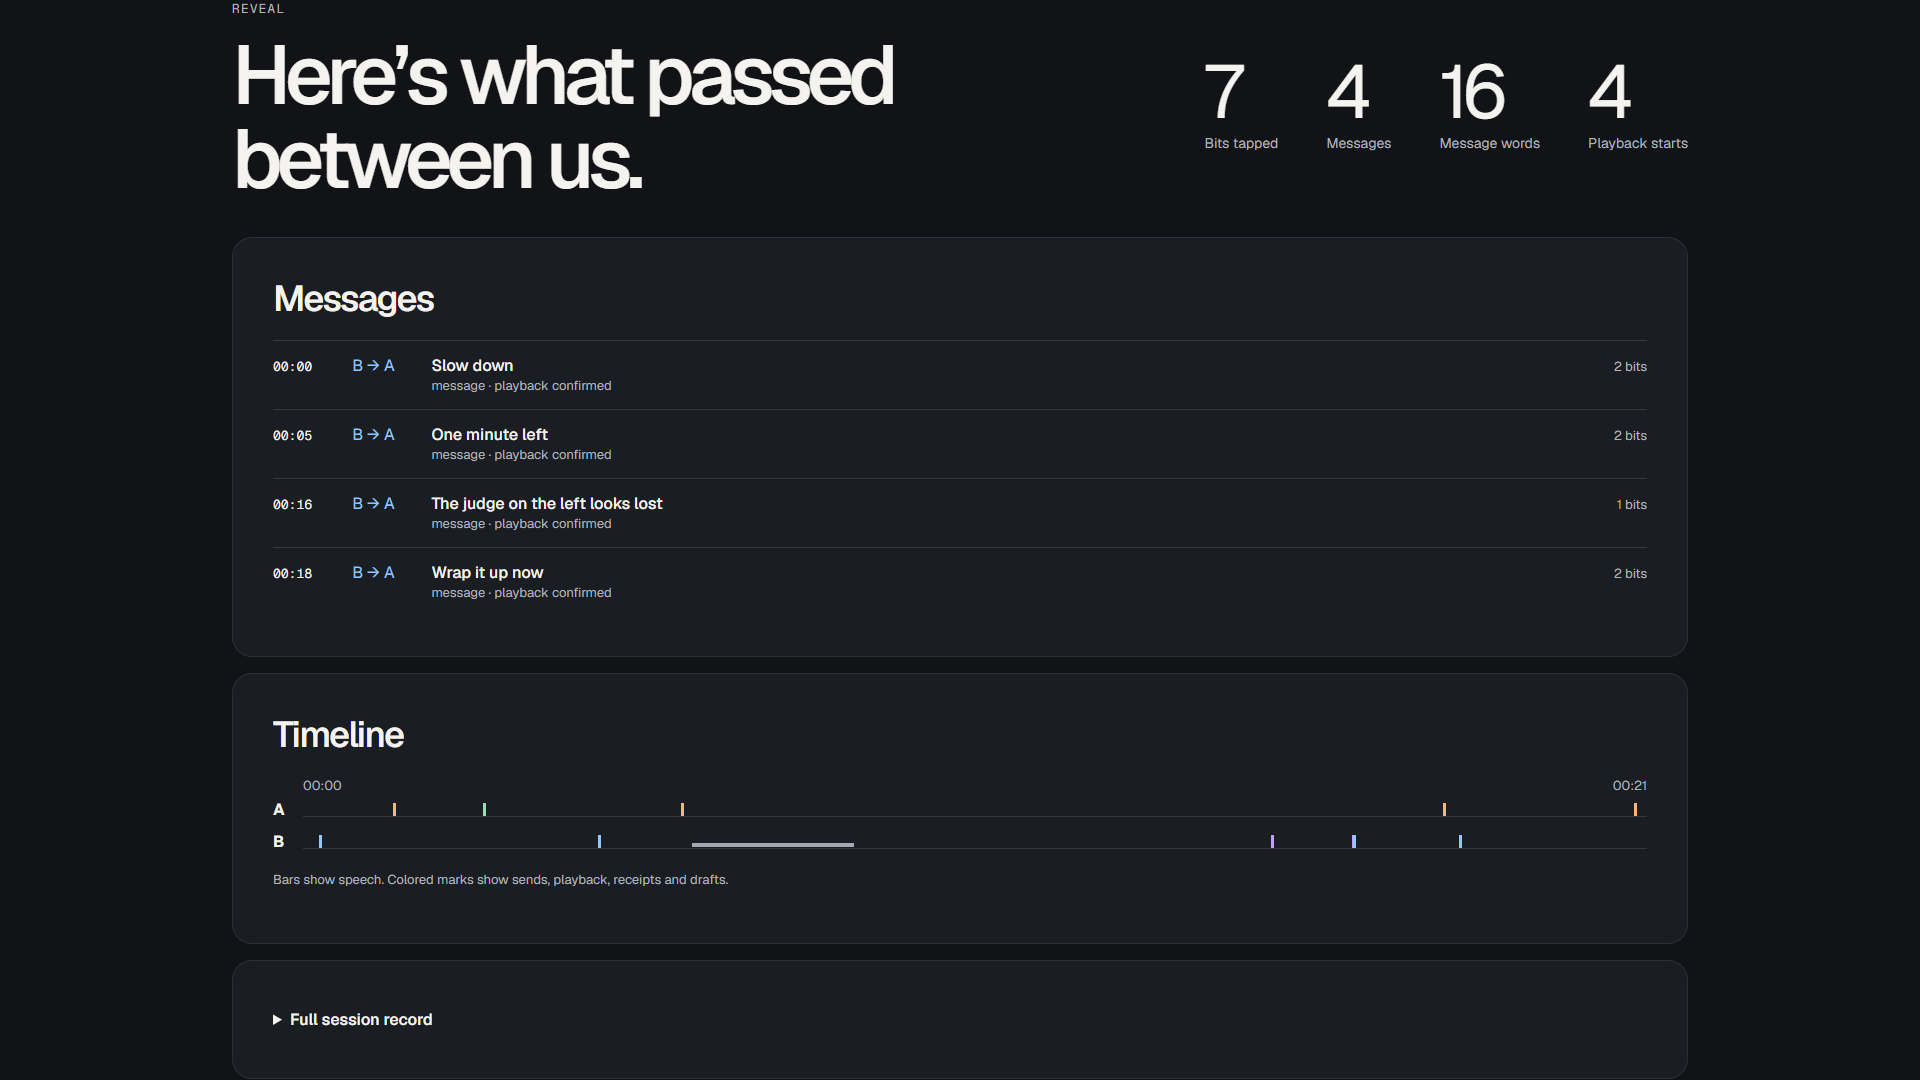 REVEAL
Here’s what passed
between us.
7 4 16 4
Bits tapped Messages Message words Playback starts
Messages
00:00 B → A Slow down 2 bits
message · playback confirmed
00:05 B → A One minute left 2 bits
message · playback confirmed
00:16 B → A The judge on the left looks lost 1 bits
message · playback confirmed
00:18 B → A Wrap it up now 2 bits
message · playback confirmed
Timeline
00:00 00:21
A
B
Bars show speech. Colored marks show sends, playback, receipts and drafts.
Full session record